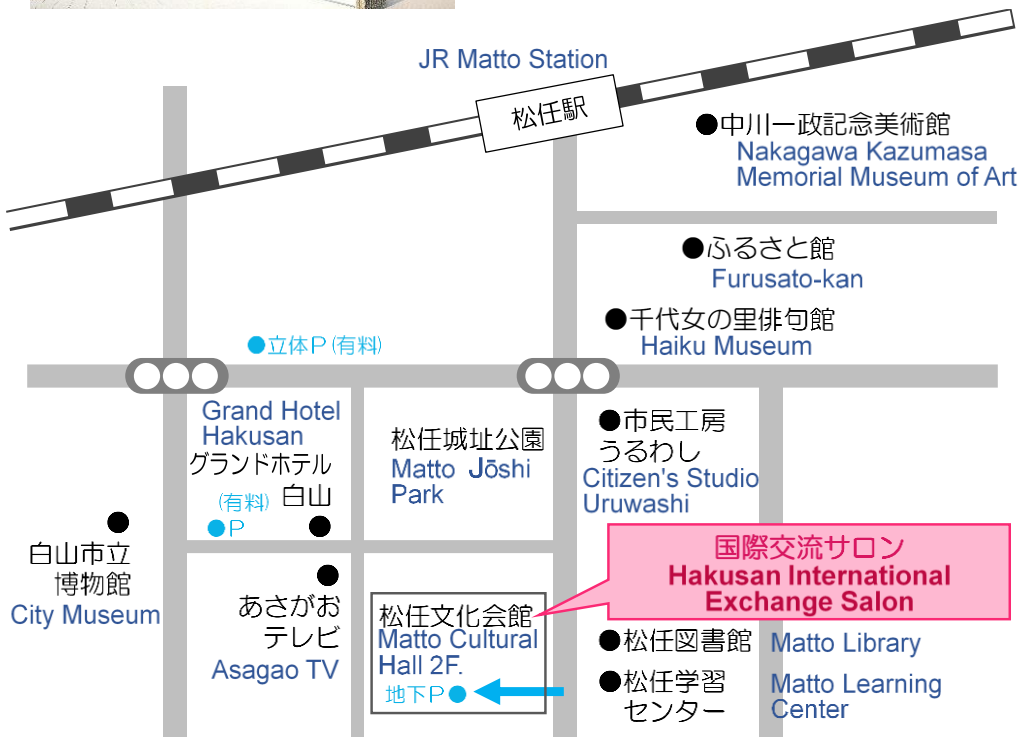 JR Matto Station
松任駅
●中川一政記念美術館
Nakagawa Kazumasa
Memorial Museum of Art
●ふるさと館
Furusato-kan
●千代女の里俳句館
Haiku Museum
●立体P(有料)
Grand Hotel
Hakusan
グランドホテル
白山
(有料)
●P
松任城址公園
Matto Jōshi
Park
●市民工房
うるわし
Citizen's Studio
Uruwashi
白山市立
博物館
City Museum
あさがお
テレビ
Asagao TV
松任文化会館
Matto Cultural
Hall 2F.
地下P●
国際交流サロン
Hakusan International
Exchange Salon
●松任図書館 Matto Library
●松任学習
センター
Matto Learning
Center